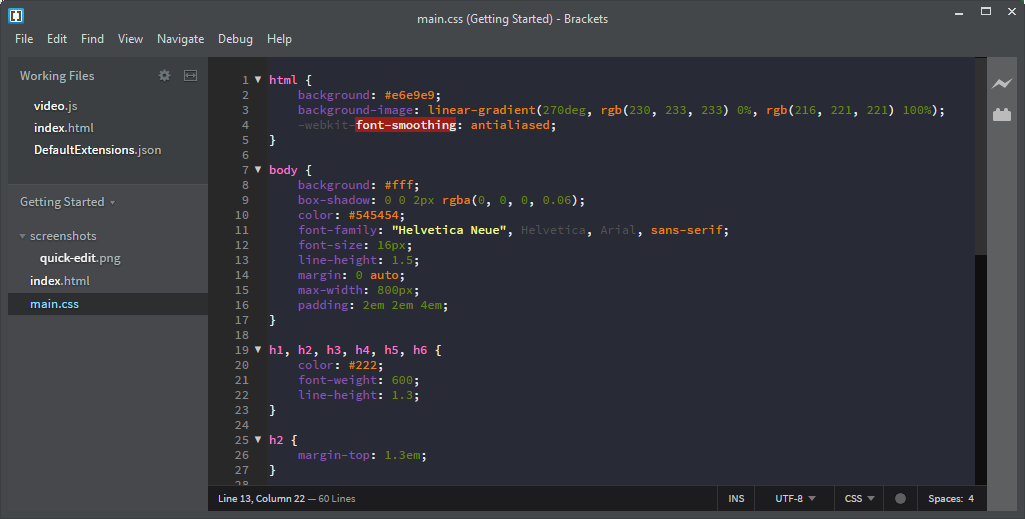 main.css (Getting Started) - Brackets
File Edit Find View Navigate Debug Help
Working Files
video.js
index.html
DefaultExtensions.json
Getting Started
screenshots
quick-edit.png
index.html
main.css
1 html {
2 background: #e6e9e9;
3 background-image: linear-gradient(270deg, rgb(230, 233, 233) 0%, rgb(216, 221, 221) 100%);
4 -webkit-font-smoothing: antialiased;
5 }
6
7 body {
8 background: #fff;
9 box-shadow: 0 0 2px rgba(0, 0, 0, 0.06);
10 color: #545454;
11 font-family: "Helvetica Neue", Helvetica, Arial, sans-serif;
12 font-size: 16px;
13 line-height: 1.5;
14 margin: 0 auto;
15 max-width: 800px;
16 padding: 2em 2em 4em;
17 }
18
19 h1, h2, h3, h4, h5, h6 {
20 color: #222;
21 font-weight: 600;
22 line-height: 1.3;
23 }
24
25 h2 {
26 margin-top: 1.3em;
27 }
28
Line 13, Column 22 — 60 Lines INS UTF-8 CSS Spaces: 4